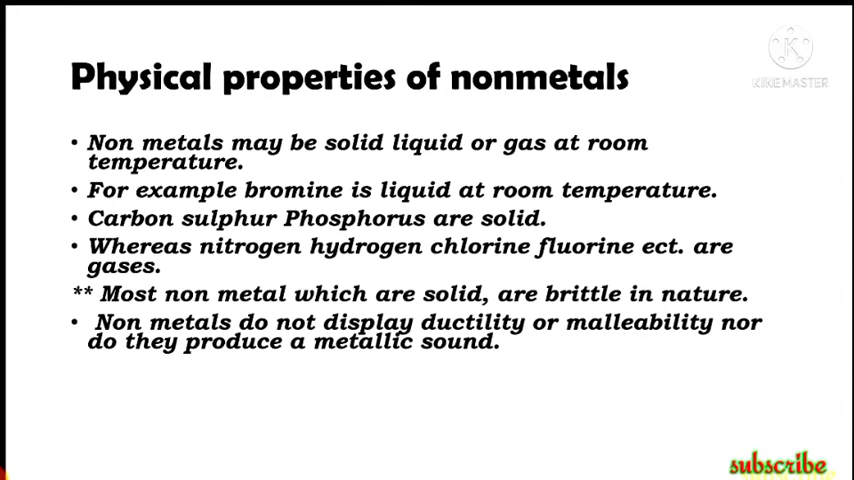 KINEMASTER
Physical properties of nonmetals
• Non metals may be solid liquid or gas at room
temperature.
• For example bromine is liquid at room temperature.
• Carbon sulphur Phosphorus are solid.
• Whereas nitrogen hydrogen chlorine fluorine ect. are
gases.
** Most non metal which are solid, are brittle in nature.
• Non metals do not display ductility or malleability nor
do they produce a metallic sound.
subscribe